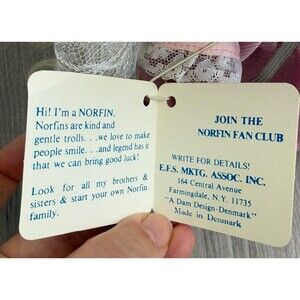 Hi! I'm a NORFIN.
Norfins are kind and
gentle trolls. . .we love to make
people smile. . .and legend has it
that we can bring good luck!
Look for all my brothers &
sisters & start your own Norfin
family.
JOIN THE
NORFIN FAN CLUB
WRITE FOR DETAILS!
E.F.S. MKTG. ASSOC. INC.
164 Central Avenue
Farmingdale, N.Y. 11735
"A Dam Design-Denmark"
Made in Denmark